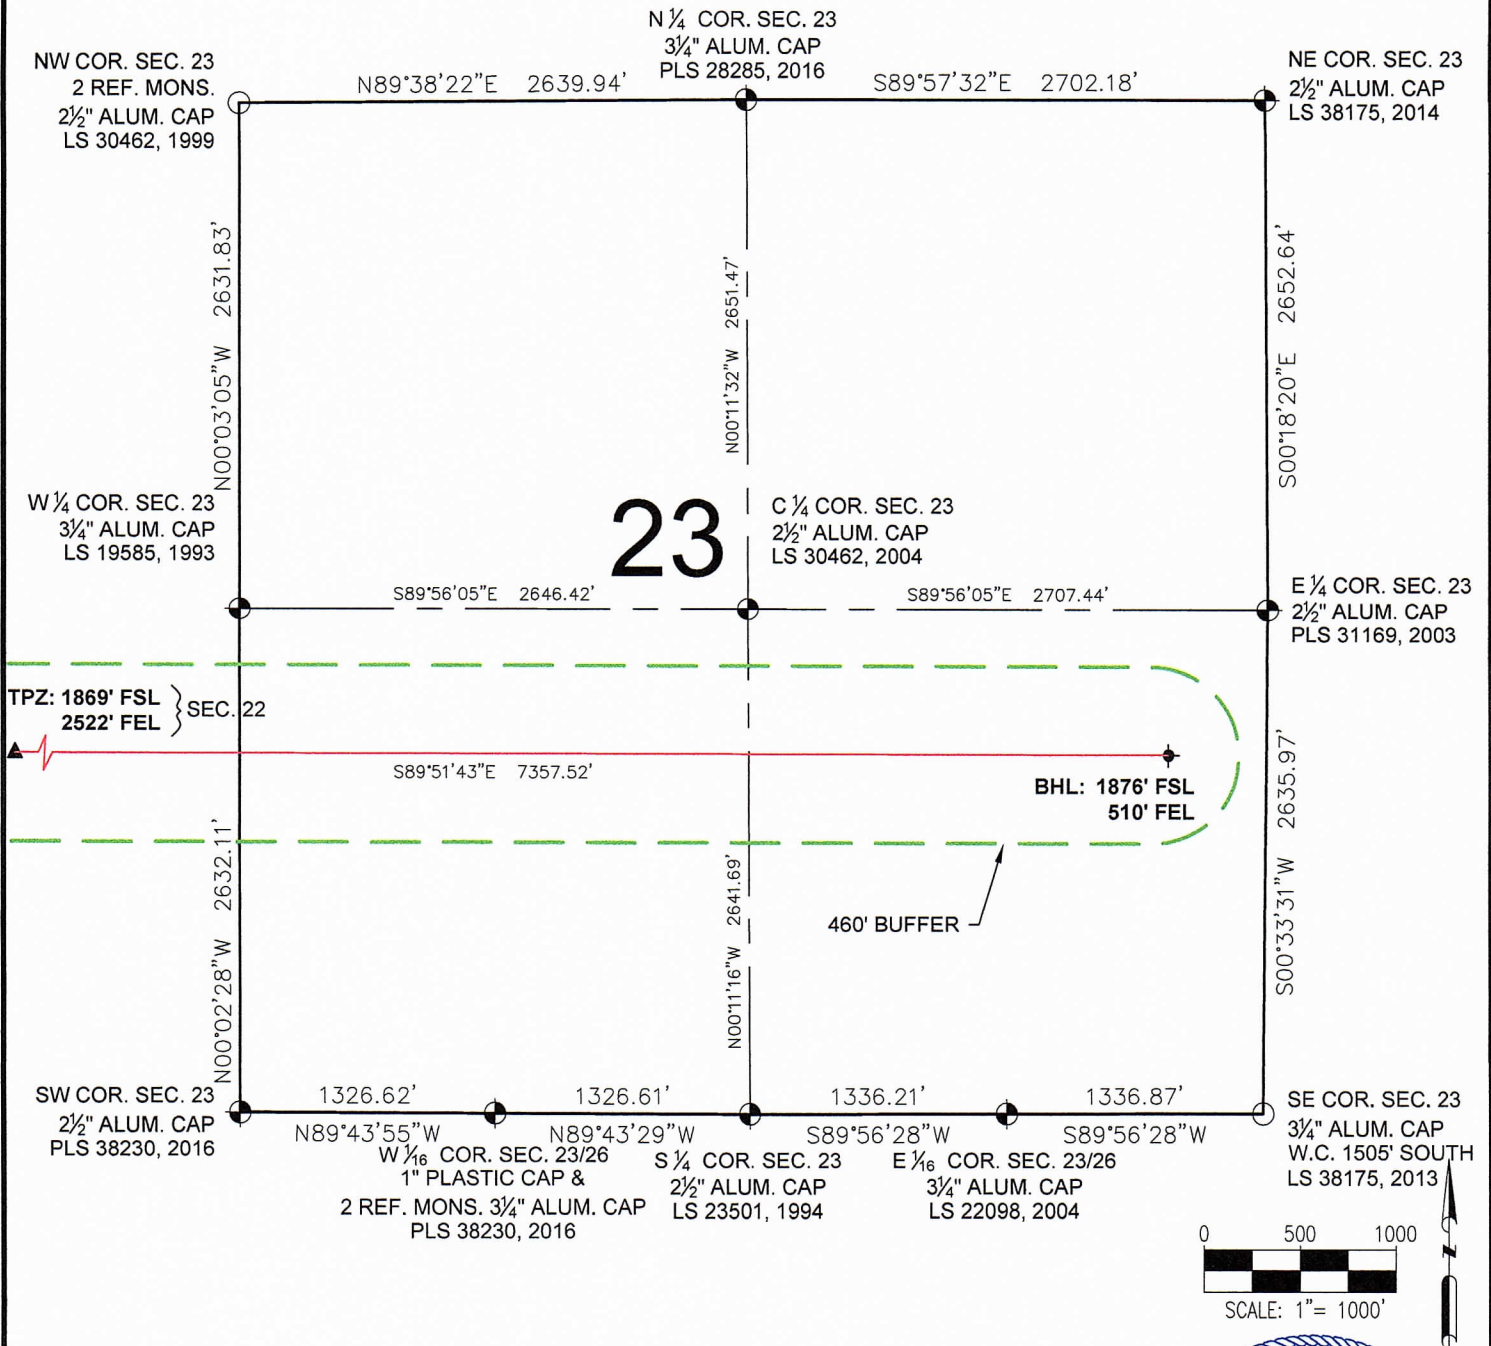 N ¼ COR. SEC. 23
3¼" ALUM. CAP
PLS 28285, 2016
NW COR. SEC. 23
2 REF. MONS.
2½" ALUM. CAP
LS 30462, 1999
N89°38'22"E 2639.94'
S89°57'32"E 2702.18'
NE COR. SEC. 23
2½" ALUM. CAP
LS 38175, 2014
N00°03'05"W 2631.83'
N00°11'32"W 2651.47'
S00°18'20"E 2652.64'
W ¼ COR. SEC. 23
3¼" ALUM. CAP
LS 19585, 1993
23
C ¼ COR. SEC. 23
2½" ALUM. CAP
LS 30462, 2004
S89°56'05"E 2646.42'
S89°56'05"E 2707.44'
E ¼ COR. SEC. 23
2½" ALUM. CAP
PLS 31169, 2003
TPZ: 1869' FSL
2522' FEL
SEC. 22
S89°51'43"E 7357.52'
BHL: 1876' FSL
510' FEL
460' BUFFER
N00°02'28"W 2632.11'
N00°11'16"W 2641.69'
S00°33'31"W 2635.97'
SW COR. SEC. 23
2½" ALUM. CAP
PLS 38230, 2016
1326.62'
N89°43'55"W
1326.61'
N89°43'29"W
1336.21'
S89°56'28"W
1336.87'
S89°56'28"W
SE COR. SEC. 23
3¼" ALUM. CAP
W.C. 1505' SOUTH
LS 38175, 2013
W 1⁄16 COR. SEC. 23/26
1" PLASTIC CAP &
2 REF. MONS. 3¼" ALUM. CAP
PLS 38230, 2016
S ¼ COR. SEC. 23
2½" ALUM. CAP
LS 23501, 1994
E 1⁄16 COR. SEC. 23/26
3¼" ALUM. CAP
LS 22098, 2004
0 500 1000
SCALE: 1"= 1000'
N